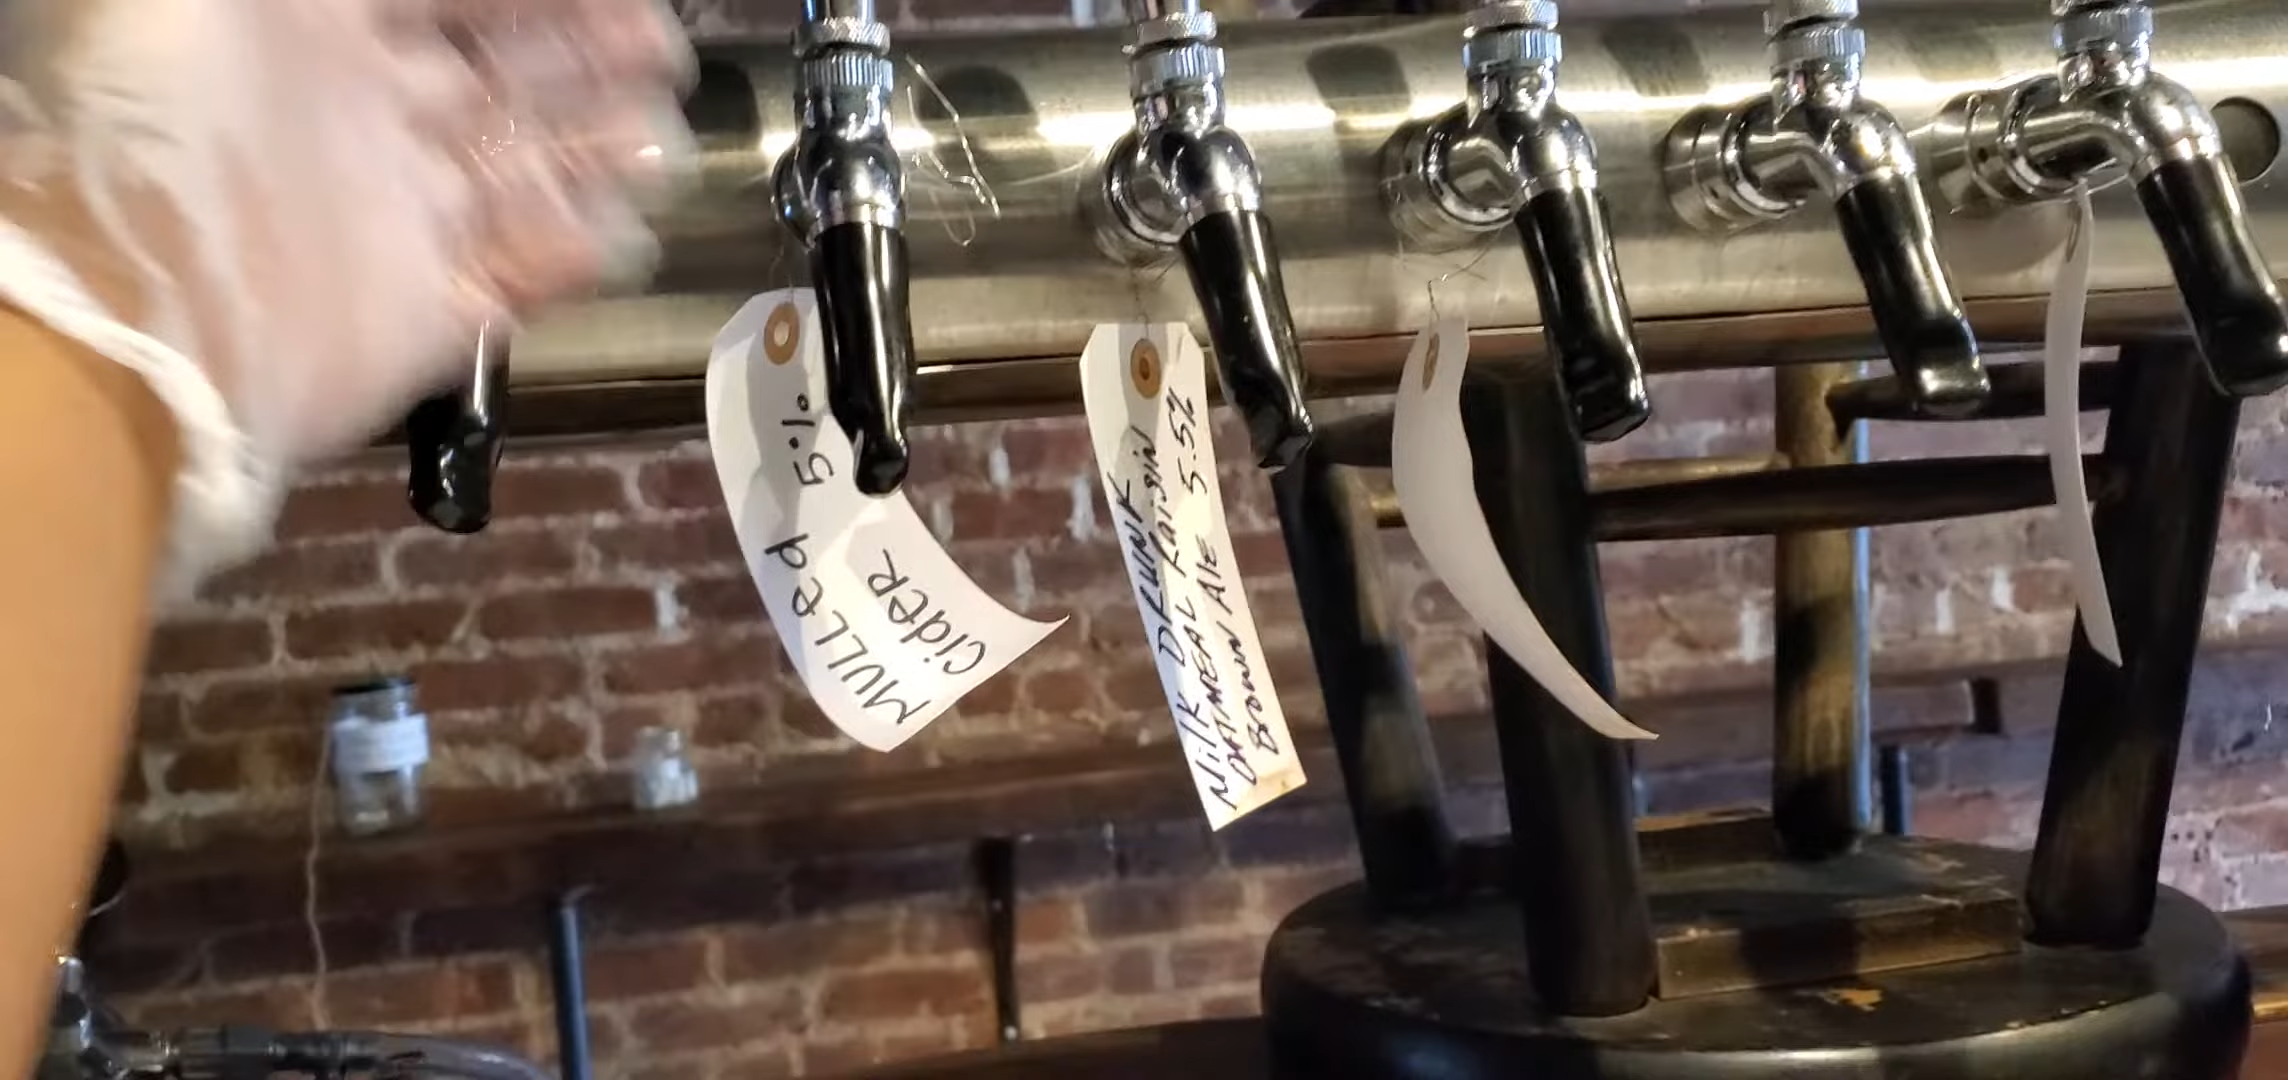 MULLed 5%
CideR
Milk DRUNK
OATMEAL Raisin
Brown Ale 5.5%